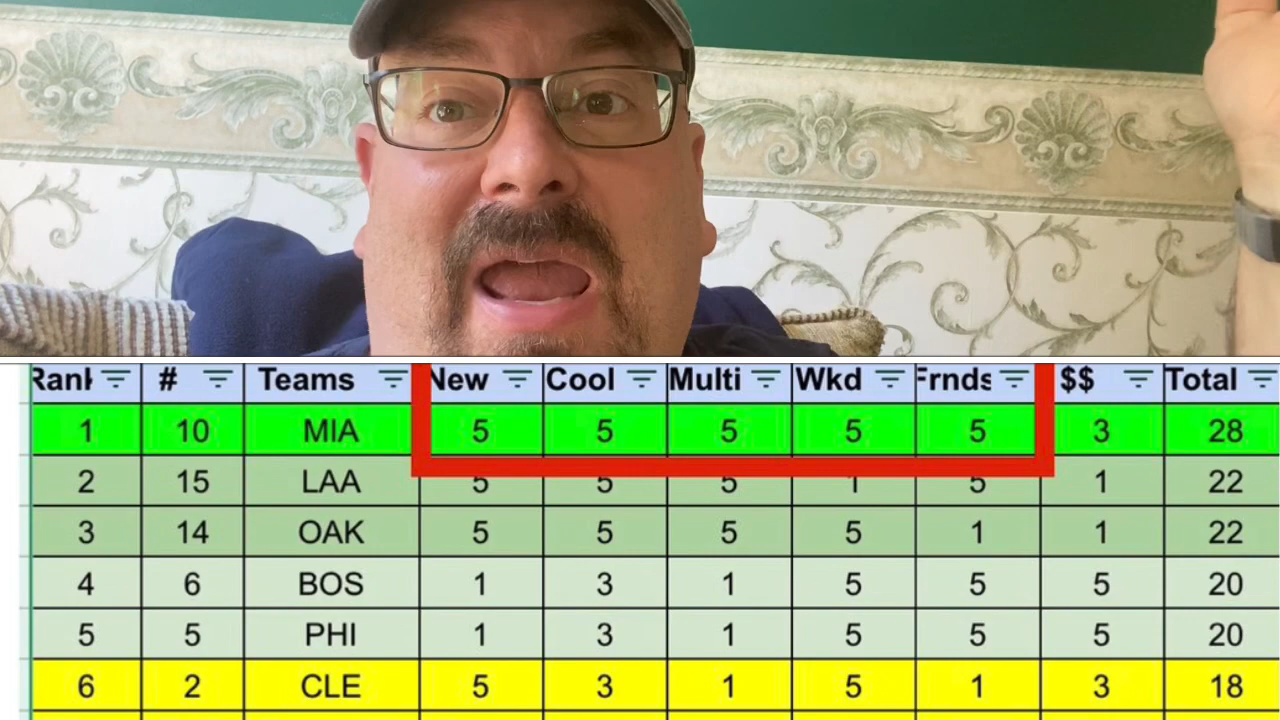 Rank # Teams New Cool Multi Wkd Frnds $$ Total
1 10 MIA 5 5 5 5 5 3 28
2 15 LAA 5 5 5 1 5 1 22
3 14 OAK 5 5 5 5 1 1 22
4 6 BOS 1 3 1 5 5 5 20
5 5 PHI 1 3 1 5 5 5 20
6 2 CLE 5 3 1 5 1 3 18